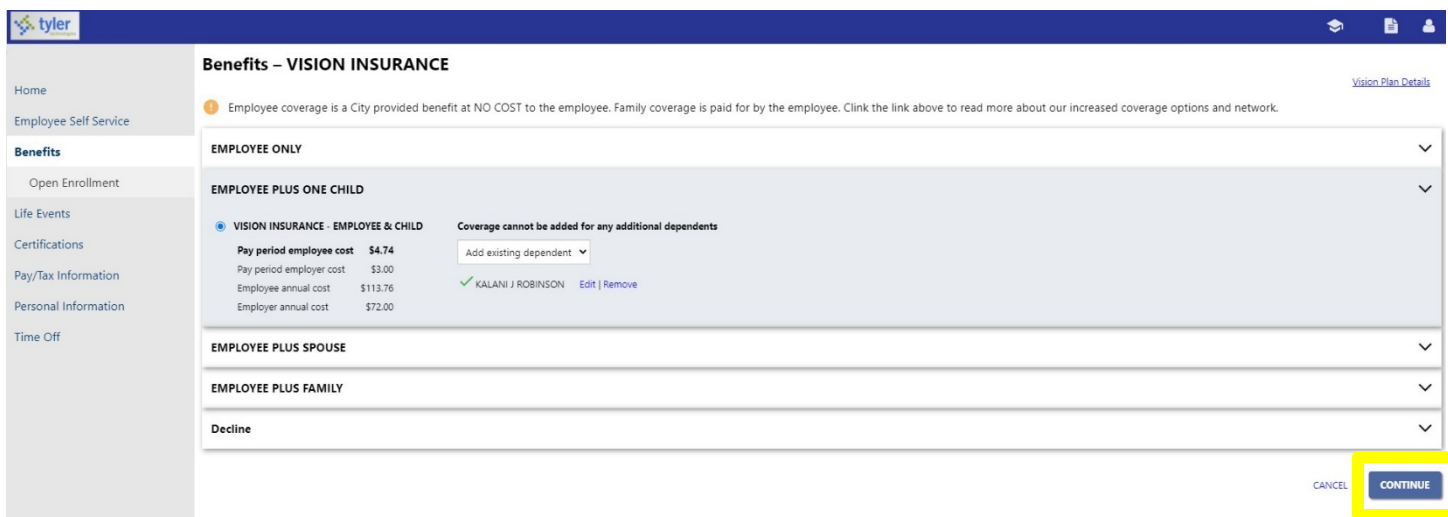 tyler
technologies
Benefits – VISION INSURANCE
Vision Plan Details
Home
Employee Self Service
Benefits
Open Enrollment
Life Events
Certifications
Pay/Tax Information
Personal Information
Time Off
Employee coverage is a City provided benefit at NO COST to the employee. Family coverage is paid for by the employee. Clink the link above to read more about our increased coverage options and network.
EMPLOYEE ONLY
EMPLOYEE PLUS ONE CHILD
VISION INSURANCE - EMPLOYEE & CHILD
Pay period employee cost $4.74
Pay period employer cost $3.00
Employee annual cost $113.76
Employer annual cost $72.00
Coverage cannot be added for any additional dependents
Add existing dependent
KALANI J ROBINSON Edit | Remove
EMPLOYEE PLUS SPOUSE
EMPLOYEE PLUS FAMILY
Decline
CANCEL CONTINUE